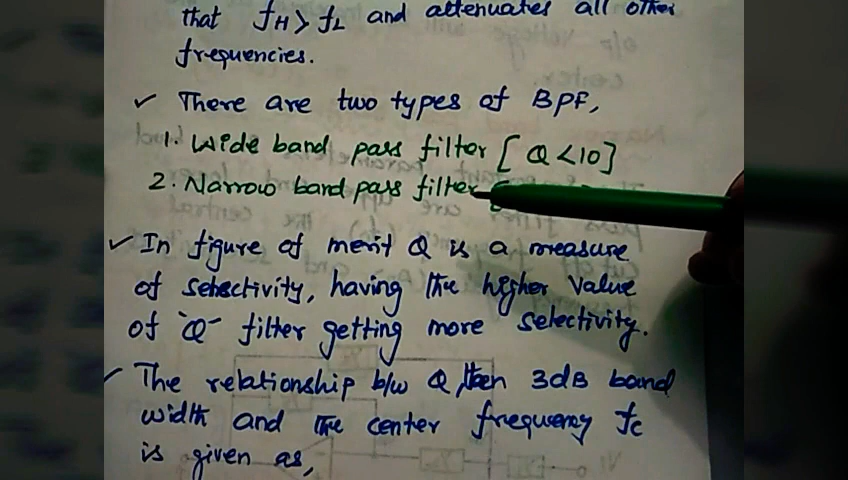 that fH > fL and attenuates all other
frequencies.
✓ There are two types of BPF,
1. Wide band pass filter [Q <10]
2. Narrow band pass filter [
✓ In figure of merit Q is a measure
of selectivity, having the higher value
of "Q" filter getting more selectivity.
✓ The relationship b/w Q, then 3dB band
width and the center frequency fc
is given as,